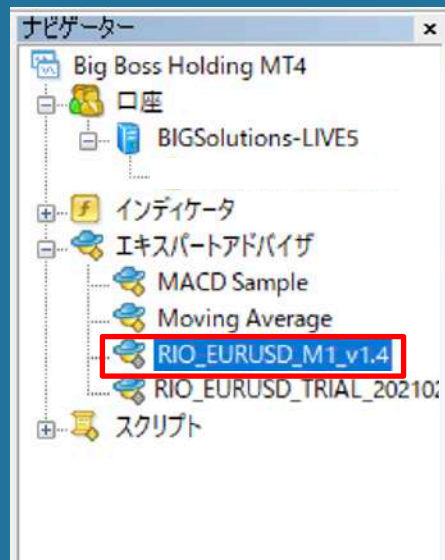 ナビゲーター
Big Boss Holding MT4
口座
BIGSolutions-LIVE5
インディケータ
エキスパートアドバイザ
MACD Sample
Moving Average
RIO_EURUSD_M1_v1.4
RIO_EURUSD_TRIAL_20210
スクリプト